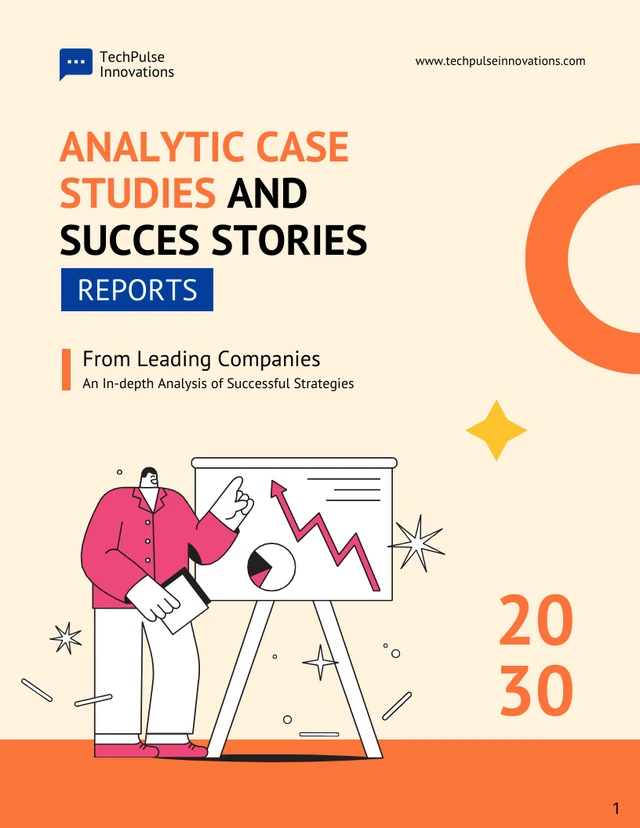 TechPulse
Innovations
www.techpulseinnovations.com
ANALYTIC CASE
STUDIES AND
SUCCES STORIES
REPORTS
From Leading Companies
An In-depth Analysis of Successful Strategies
20
30
1